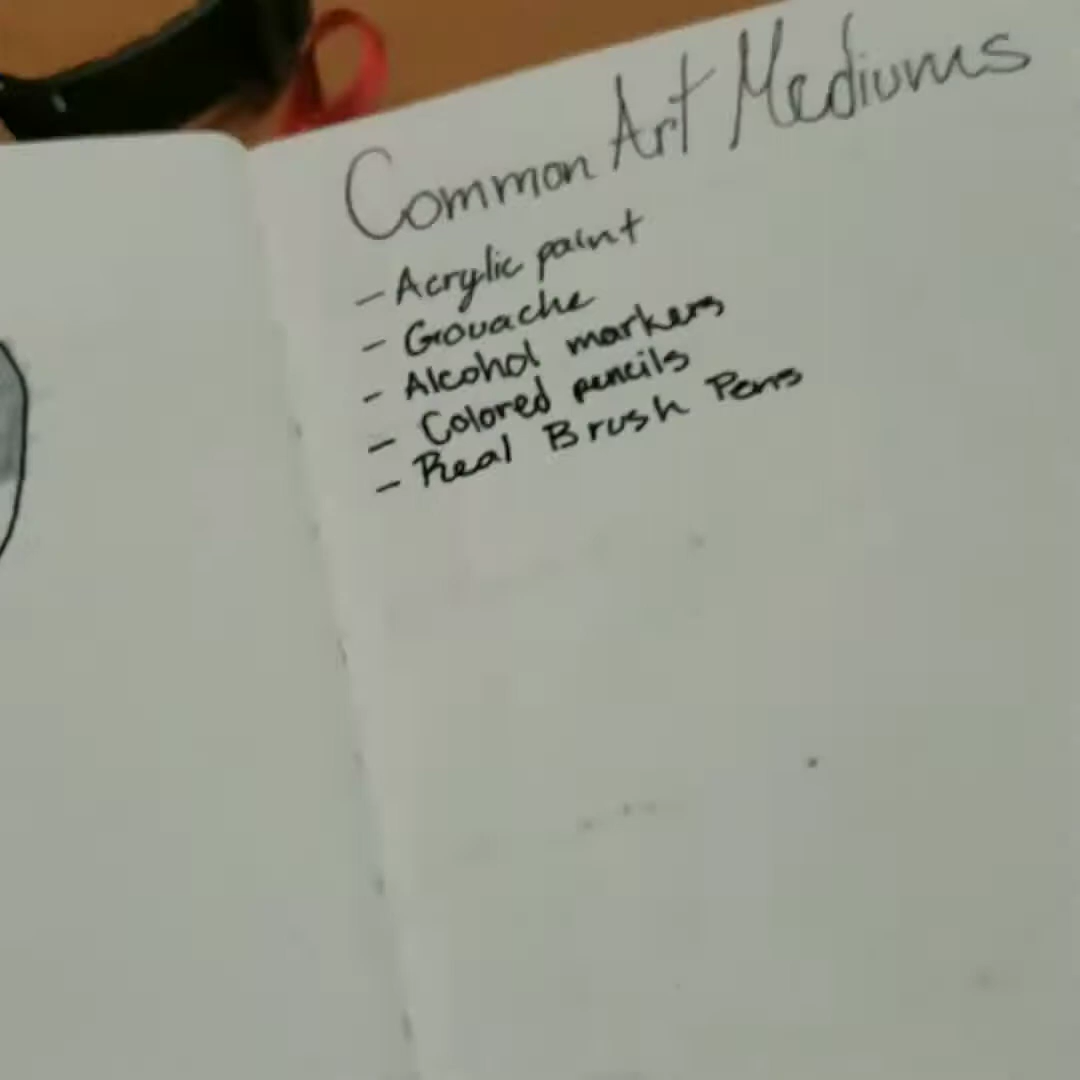 Common Art Mediums
- Acrylic paint
- Gouache
- Alcohol markers
- Colored pencils
- Real Brush Pens